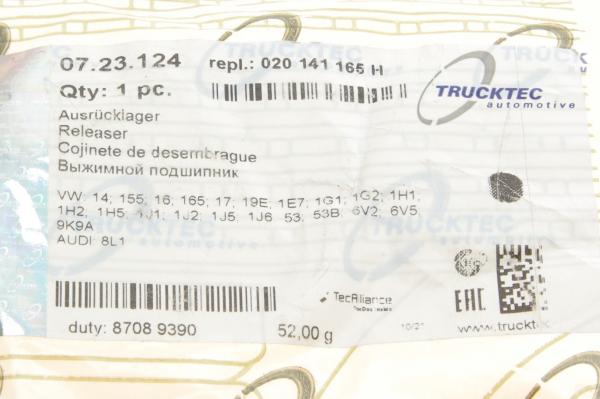 07.23.124 repl.: 020 141 165 H
Qty: 1 pc.
TRUCKTEC
automotive
Ausrücklager
Releaser
Cojinete de desembrague
Выжимной подшипник
VW: 14; 155; 16; 165; 17; 19E; 1E7; 1G1; 1G2; 1H1;
1H2; 1H5; 1J1; 1J2; 1J5; 1J6; 53; 53B; 6V2; 6V5;
9K9A
AUDI: 8L1
TecAlliance
EAC
duty: 8708 9390 52,00 g www.trucktec